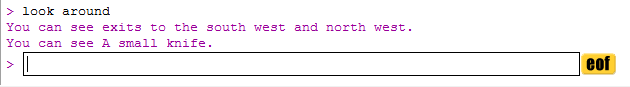 > look around
You can see exits to the south west and north west.
You can see A small knife.
>
eof